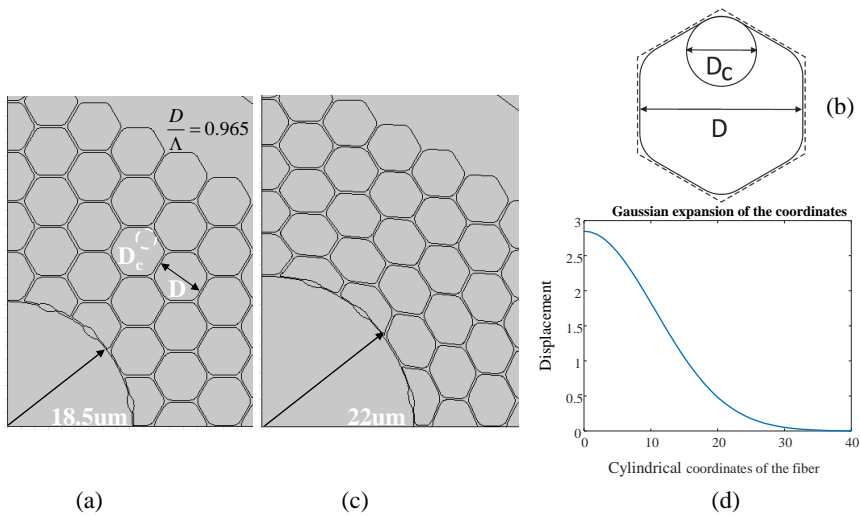 D/Λ = 0.965
D_c
D
18.5um
(a)
22um
(c)
D_C
D
(b)
Gaussian expansion of the coordinates
3
2.5
2
1.5
1
0.5
0
Displacement
0 10 20 30 40
Cylindrical coordinates of the fiber
(d)